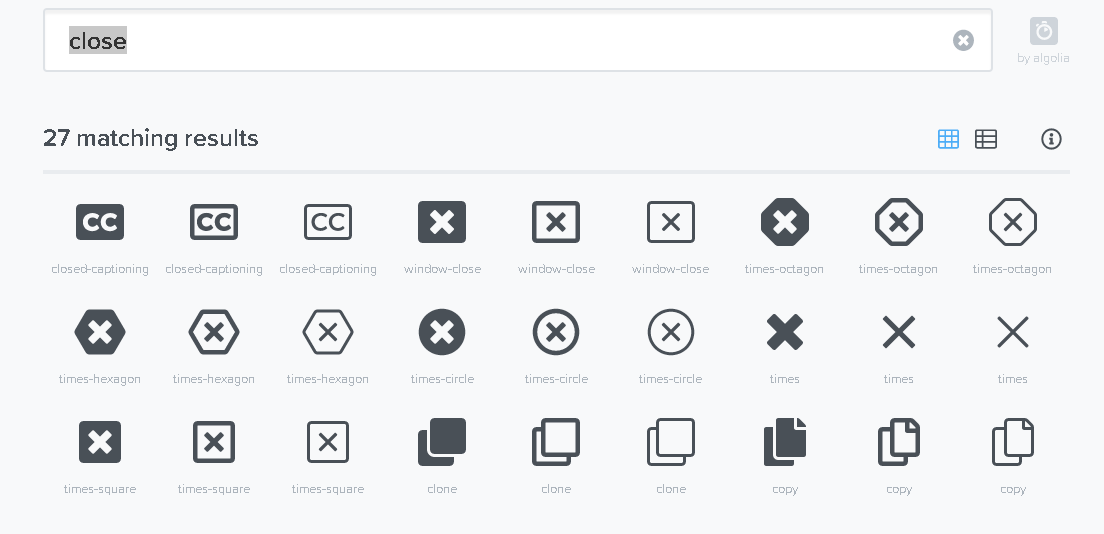 close
by algolia
27 matching results
closed-captioning closed-captioning closed-captioning window-close window-close window-close times-octagon times-octagon times-octagon
times-hexagon times-hexagon times-hexagon times-circle times-circle times-circle times times times
times-square times-square times-square clone clone clone copy copy copy